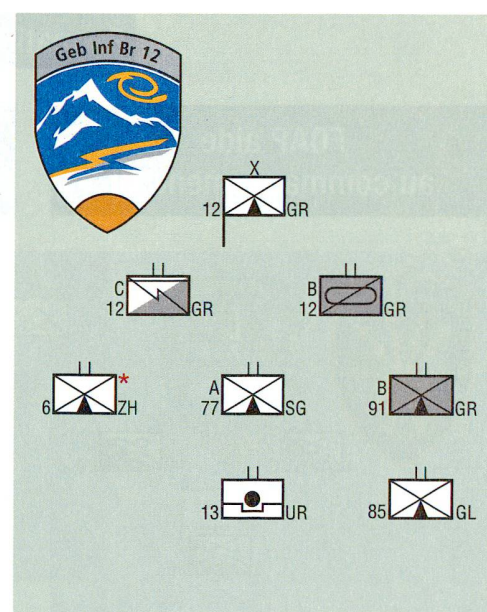 Geb Inf Br 12
X
12 GR
C
12 GR
B
12 GR
6 * ZH
A
77 SG
B
91 GR
13 UR
85 GL